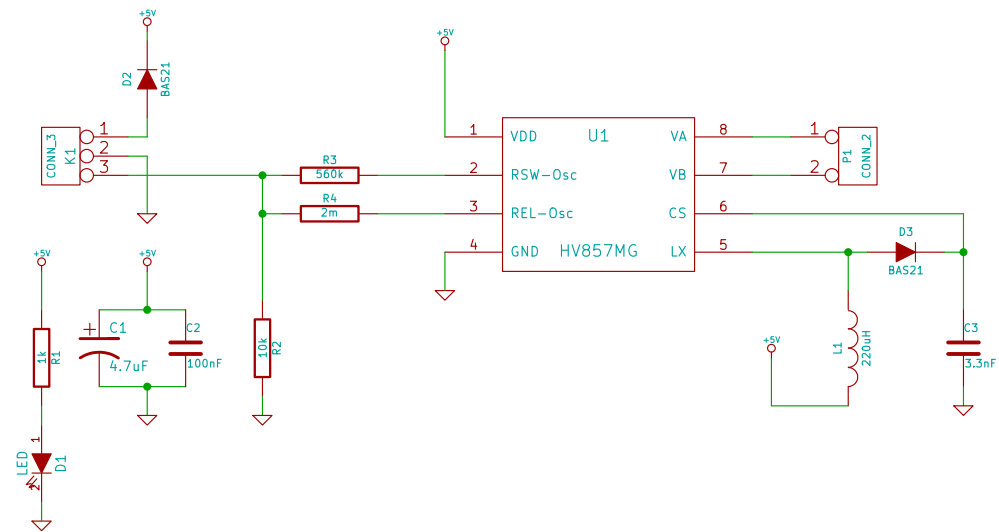 +5V
D2
BAS21
CONN_3
K1
1
2
3
+5V
R3
560k
R4
2m
1
2
3
4
VDD
RSW-Osc
REL-Osc
GND
U1
HV857MG
VA
VB
CS
LX
8
7
6
5
1
2
P1
CONN_2
D3
BAS21
+5V
1k
R1
+5V
C1
4.7uF
C2
100nF
10k
R2
+5V
L1
220uH
C3
3.3nF
1
LED
D1
2